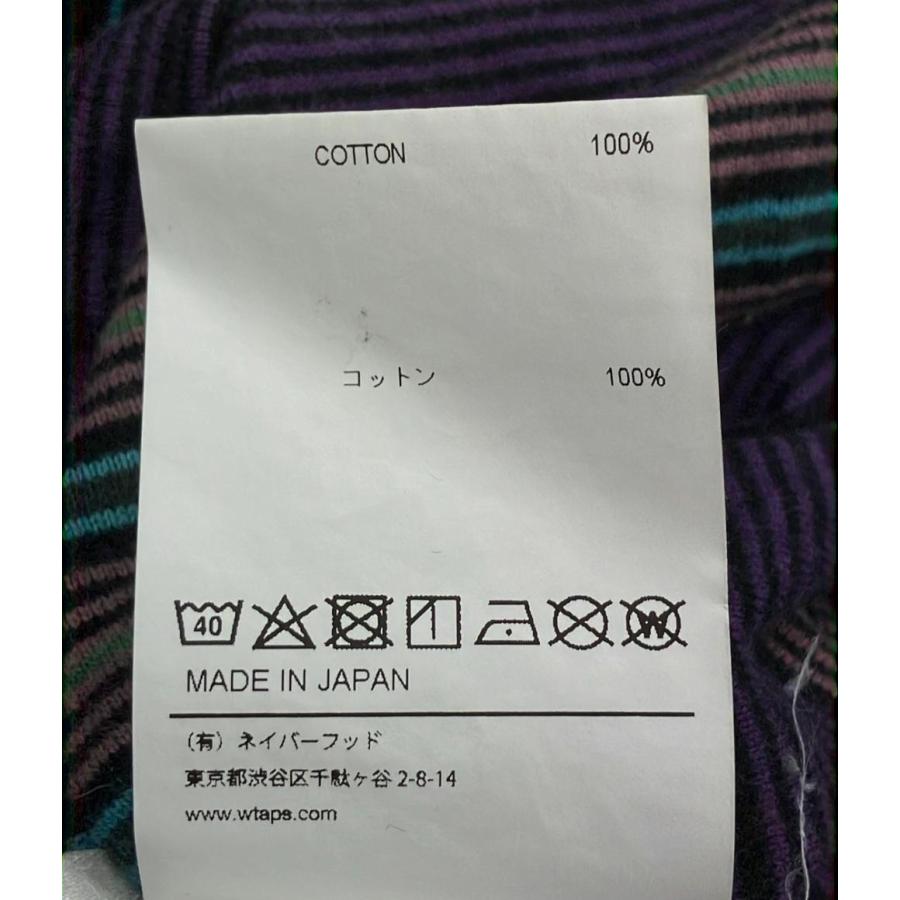 COTTON 100%
コットン 100%
40 W
MADE IN JAPAN
（有）ネイバーフッド
東京都渋谷区千駄ヶ谷 2-8-14
www.wtaps.com